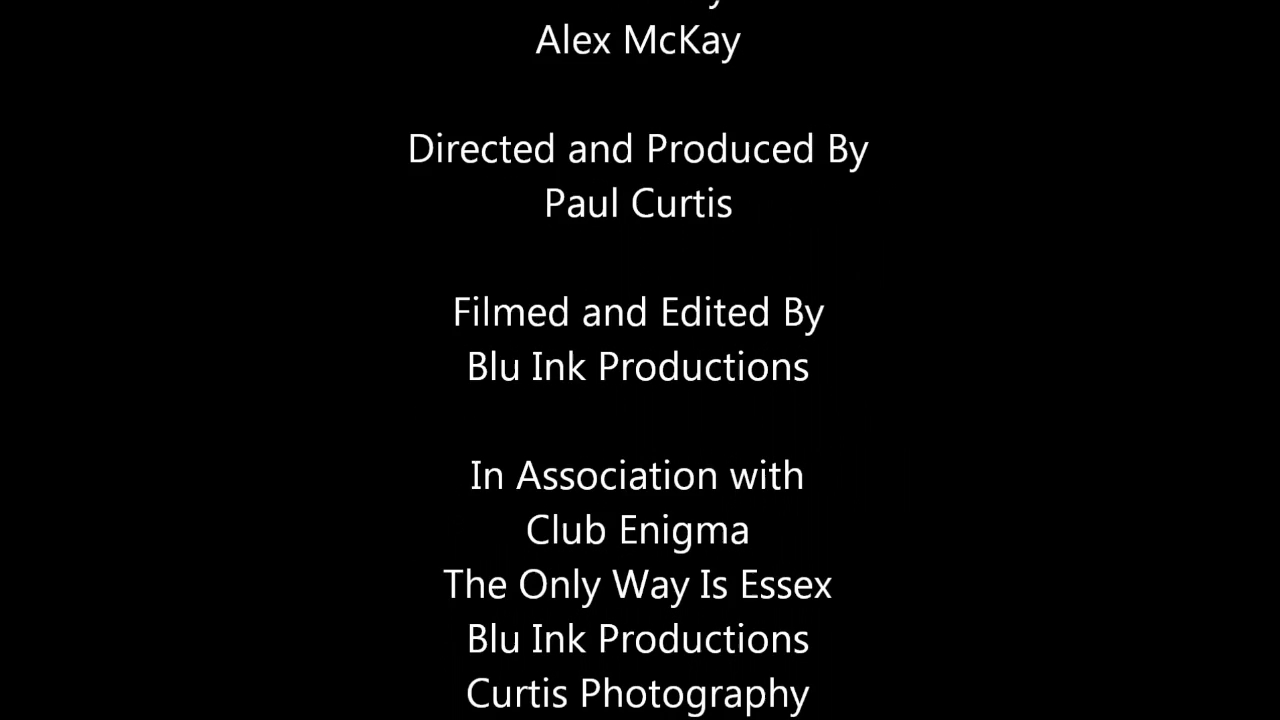 Alex McKay
Directed and Produced By
Paul Curtis
Filmed and Edited By
Blu Ink Productions
In Association with
Club Enigma
The Only Way Is Essex
Blu Ink Productions
Curtis Photography